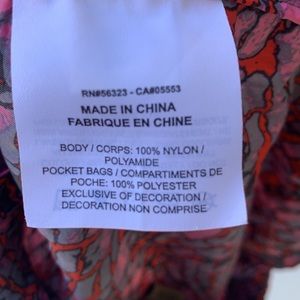 RN#56323 - CA#05553
MADE IN CHINA
FABRIQUE EN CHINE
BODY / CORPS: 100% NYLON /
POLYAMIDE
POCKET BAGS / COMPARTIMENTS DE
POCHE: 100% POLYESTER
EXCLUSIVE OF DECORATION /
DECORATION NON COMPRISE